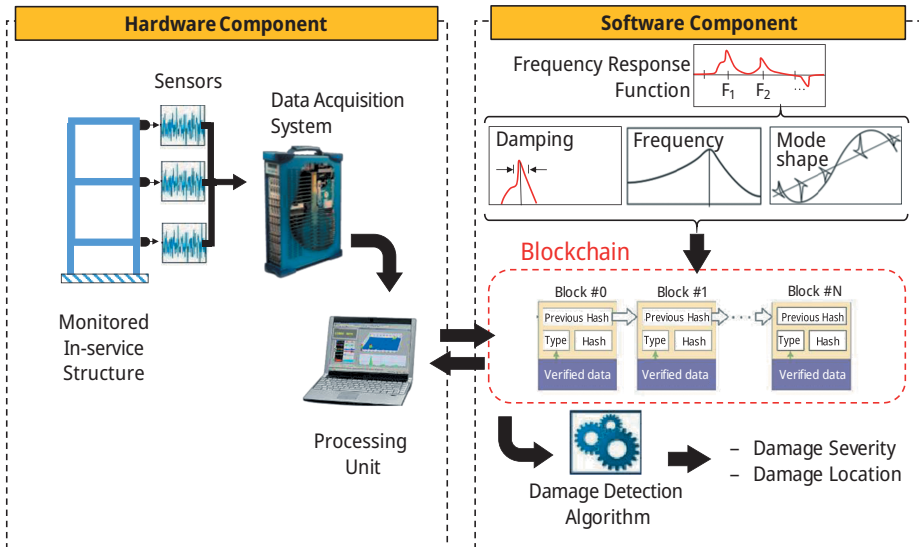 Hardware Component
Sensors
Data Acquisition
System
Monitored
In-service
Structure
Processing
Unit
Software Component
Frequency Response
Function
F1 F2 ...
Damping
Frequency
Mode
shape
Blockchain
Block #0 Block #1 Block #N
Previous Hash Previous Hash Previous Hash
Type Hash Type Hash Type Hash
Verified data Verified data Verified data
Damage Detection
Algorithm
– Damage Severity
– Damage Location